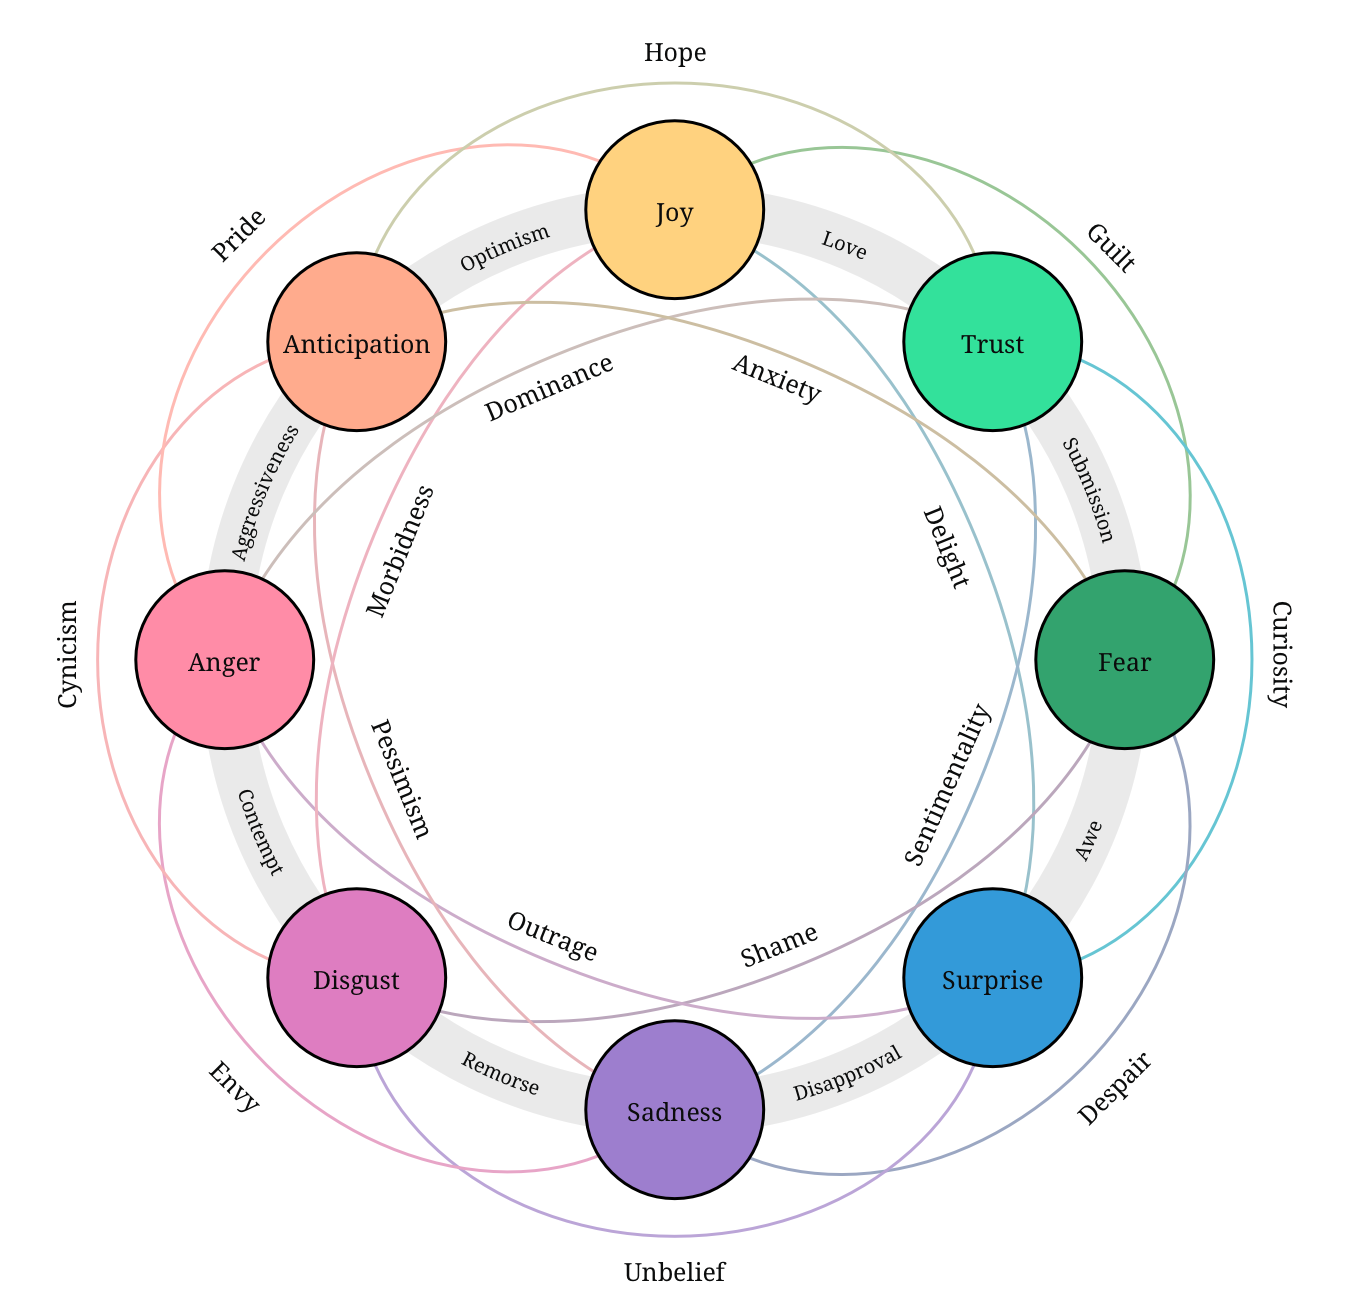 Hope
Joy
Pride
Guilt
Optimism
Love
Anticipation
Trust
Dominance
Anxiety
Aggressiveness
Submission
Morbidness
Delight
Cynicism
Anger
Fear
Curiosity
Pessimism
Sentimentality
Contempt
Awe
Outrage
Shame
Disgust
Surprise
Envy
Remorse
Disapproval
Despair
Sadness
Unbelief